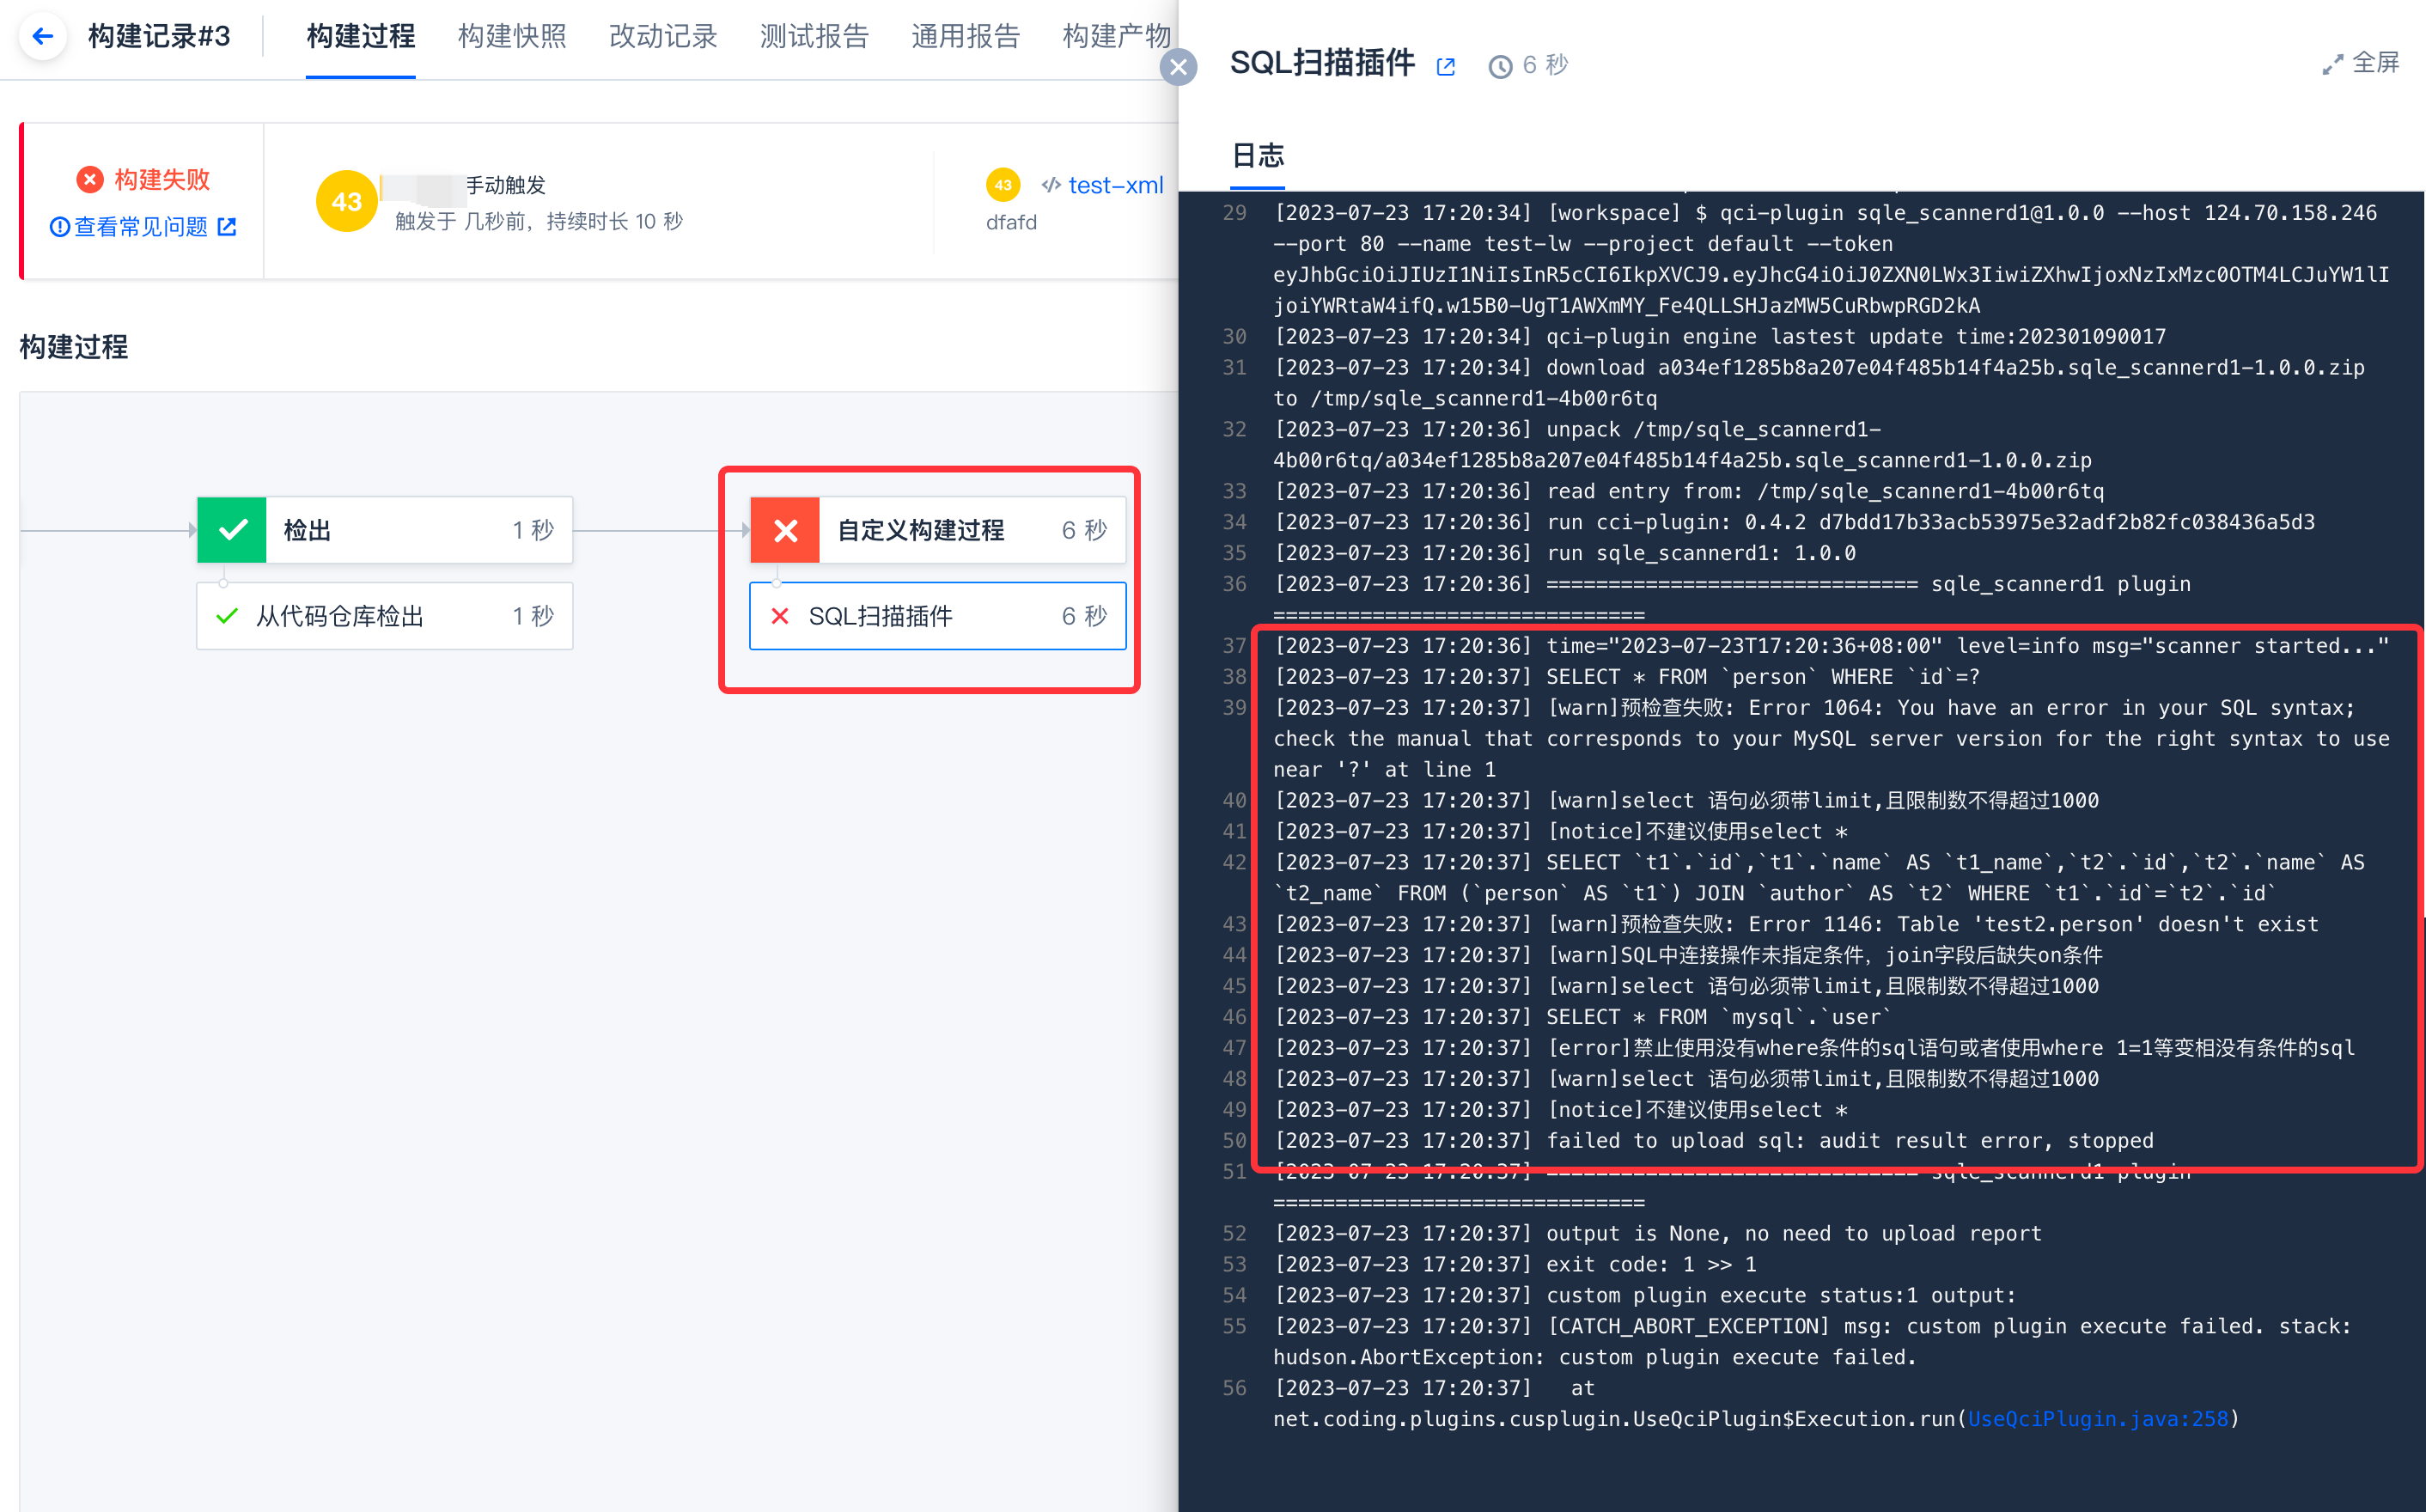 构建记录#3
构建过程
构建快照
改动记录
测试报告
通用报告
构建产物
构建失败
查看常见问题
43
手动触发
触发于 几秒前，持续时长 10 秒
43
</> test-xml
dfafd
构建过程
检出 1 秒
从代码仓库检出 1 秒
自定义构建过程 6 秒
SQL扫描插件 6 秒
SQL扫描插件
6 秒
全屏
日志
29 [2023-07-23 17:20:34] [workspace] $ qci-plugin sqle_scannerd1@1.0.0 --host 124.70.158.246
--port 80 --name test-lw --project default --token
eyJhbGciOiJIUzI1NiIsInR5cCI6IkpXVCJ9.eyJhcG4iOiJ0ZXN0LWx3IiwiZXhwIjoxNzIxMzc0OTM4LCJuYW1lI
joiYWRtaW4ifQ.w15B0-UgT1AWXmMY_Fe4QLLSHJazMW5CuRbwpRGD2kA
30 [2023-07-23 17:20:34] qci-plugin engine lastest update time:202301090017
31 [2023-07-23 17:20:34] download a034ef1285b8a207e04f485b14f4a25b.sqle_scannerd1-1.0.0.zip
to /tmp/sqle_scannerd1-4b00r6tq
32 [2023-07-23 17:20:36] unpack /tmp/sqle_scannerd1-
4b00r6tq/a034ef1285b8a207e04f485b14f4a25b.sqle_scannerd1-1.0.0.zip
33 [2023-07-23 17:20:36] read entry from: /tmp/sqle_scannerd1-4b00r6tq
34 [2023-07-23 17:20:36] run cci-plugin: 0.4.2 d7bdd17b33acb53975e32adf2b82fc038436a5d3
35 [2023-07-23 17:20:36] run sqle_scannerd1: 1.0.0
36 [2023-07-23 17:20:36] ============================== sqle_scannerd1 plugin
==============================
37 [2023-07-23 17:20:36] time="2023-07-23T17:20:36+08:00" level=info msg="scanner started..."
38 [2023-07-23 17:20:37] SELECT * FROM `person` WHERE `id`=?
39 [2023-07-23 17:20:37] [warn]预检查失败: Error 1064: You have an error in your SQL syntax;
check the manual that corresponds to your MySQL server version for the right syntax to use
near '?' at line 1
40 [2023-07-23 17:20:37] [warn]select 语句必须带limit,且限制数不得超过1000
41 [2023-07-23 17:20:37] [notice]不建议使用select *
42 [2023-07-23 17:20:37] SELECT `t1`.`id`,`t1`.`name` AS `t1_name`,`t2`.`id`,`t2`.`name` AS
`t2_name` FROM (`person` AS `t1`) JOIN `author` AS `t2` WHERE `t1`.`id`=`t2`.`id`
43 [2023-07-23 17:20:37] [warn]预检查失败: Error 1146: Table 'test2.person' doesn't exist
44 [2023-07-23 17:20:37] [warn]SQL中连接操作未指定条件，join字段后缺失on条件
45 [2023-07-23 17:20:37] [warn]select 语句必须带limit,且限制数不得超过1000
46 [2023-07-23 17:20:37] SELECT * FROM `mysql`.`user`
47 [2023-07-23 17:20:37] [error]禁止使用没有where条件的sql语句或者使用where 1=1等变相没有条件的sql
48 [2023-07-23 17:20:37] [warn]select 语句必须带limit,且限制数不得超过1000
49 [2023-07-23 17:20:37] [notice]不建议使用select *
50 [2023-07-23 17:20:37] failed to upload sql: audit result error, stopped
51 [2023-07-23 17:20:37] ============================== sqle_scannerd1 plugin
==============================
52 [2023-07-23 17:20:37] output is None, no need to upload report
53 [2023-07-23 17:20:37] exit code: 1 >> 1
54 [2023-07-23 17:20:37] custom plugin execute status:1 output:
55 [2023-07-23 17:20:37] [CATCH_ABORT_EXCEPTION] msg: custom plugin execute failed. stack:
hudson.AbortException: custom plugin execute failed.
56 [2023-07-23 17:20:37] at
net.coding.plugins.cusplugin.UseQciPlugin$Execution.run(UseQciPlugin.java:258)